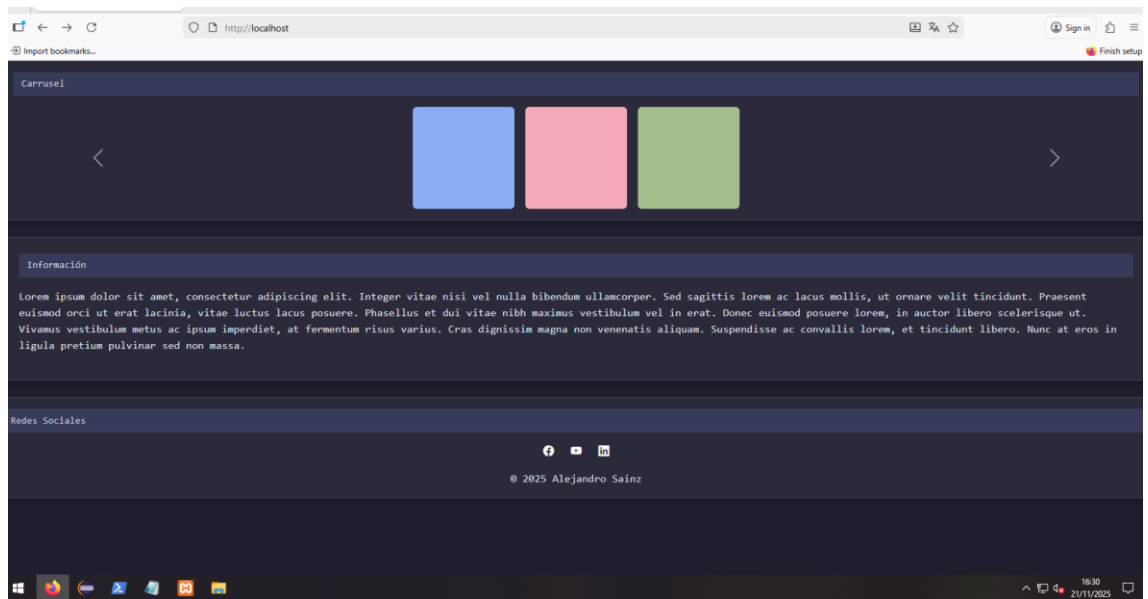 http://localhost
Sign in
Import bookmarks...
Finish setup
Carrusel
Información
Lorem ipsum dolor sit amet, consectetur adipiscing elit. Integer vitae nisi vel nulla bibendum ullamcorper. Sed sagittis lorem ac lacus mollis, ut ornare velit tincidunt. Praesent
euismod orci ut erat lacinia, vitae luctus lacus posuere. Phasellus et dui vitae nibh maximus vestibulum vel in erat. Donec euismod posuere lorem, in auctor libero scelerisque ut.
Vivamus vestibulum metus ac ipsum imperdiet, at fermentum risus varius. Cras dignissim magna non venenatis aliquam. Suspendisse ac convallis lorem, et tincidunt libero. Nunc at eros in
ligula pretium pulvinar sed non massa.
Redes Sociales
in
© 2025 Alejandro Sainz
16:30
21/11/2025